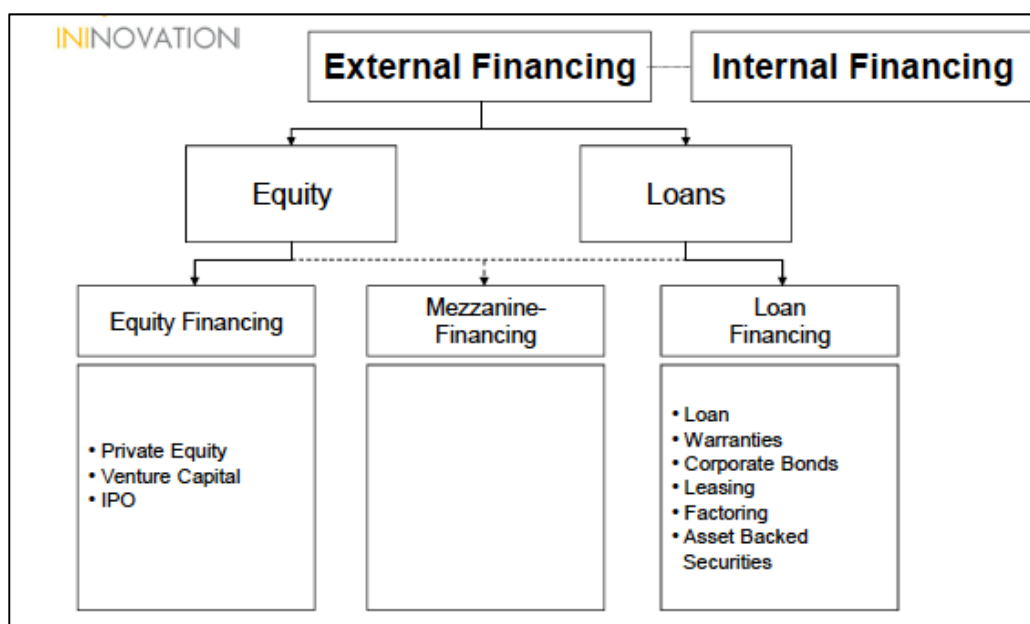 ININNOVATION
External Financing
Internal Financing
Equity
Loans
Equity Financing
Mezzanine-
Financing
Loan
Financing
• Private Equity
• Venture Capital
• IPO
• Loan
• Warranties
• Corporate Bonds
• Leasing
• Factoring
• Asset Backed
Securities